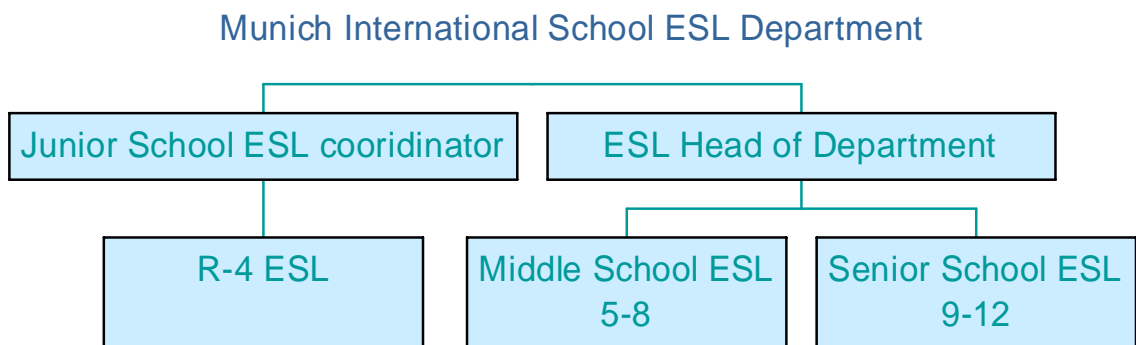 Munich International School ESL Department
Junior School ESL cooridinator
ESL Head of Department
R-4 ESL
Middle School ESL
5-8
Senior School ESL
9-12